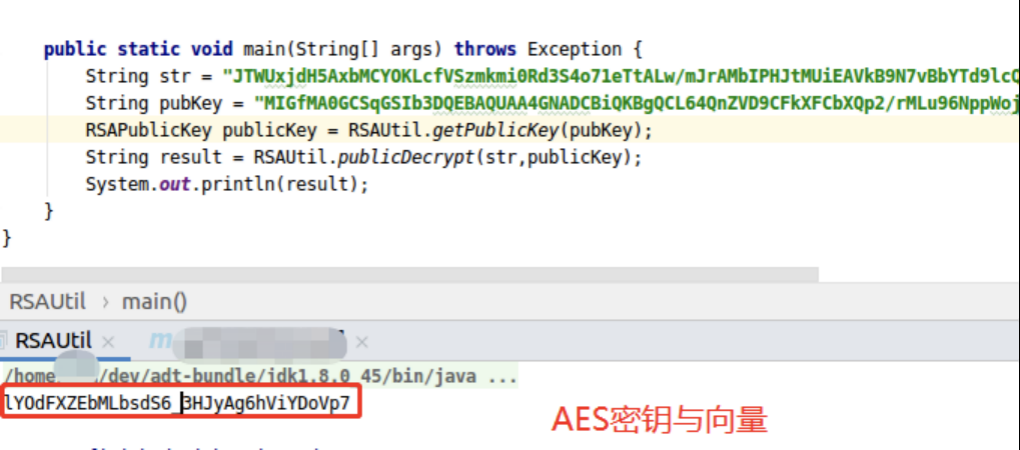 public static void main(String[] args) throws Exception {
String str = "JTWUxjdH5AxbMCYOKLcfVSzmkmi0Rd3S4o71eTtALw/mJrAMbIPHJtMUiEAVkB9N7vBbYTd9lcQ
String pubKey = "MIGfMA0GCSqGSIb3DQEBAQUAA4GNADCBiQKBgQCL64QnZVD9CFkXFCbXQp2/rMLu96NppWoj
RSAPublicKey publicKey = RSAUtil.getPublicKey(pubKey);
String result = RSAUtil.publicDecrypt(str,publicKey);
System.out.println(result);
}
}
RSAUtil › main()
RSAUtil ×
/home /dev/adt-bundle/jdk1.8.0_45/bin/java ...
lYOdFXZEbMLbsdS6_3HJyAg6hViYDoVp7
AES密钥与向量